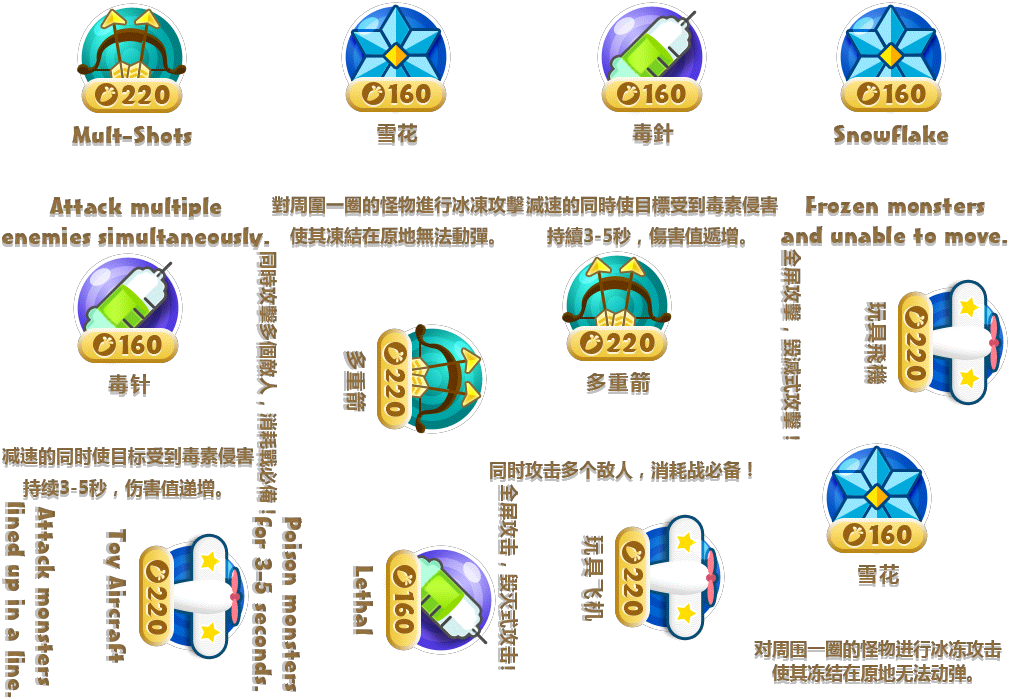 220
Mult-Shots
Attack multiple
enemies simultaneously.
160
雪花
對周圍一圈的怪物進行冰凍攻擊
使其凍結在原地無法動彈。
160
毒針
減速的同時使目標受到毒素侵害
持續3-5秒，傷害值遞增。
160
Snowflake
Frozen monsters
and unable to move.
160
毒针
减速的同时使目标受到毒素侵害
持续3-5秒，伤害值递增。
220
多重箭
同時攻擊多個敵人，消耗戰必備！
220
多重箭
同时攻击多个敌人，消耗战必备！
220
玩具飛機
全屏攻擊，毀滅式攻擊！
220
Toy Aircraft
Attack monsters
lined up in a line.
160
Lethal
Poison monsters
for 3-5 seconds.
220
玩具飞机
全屏攻击，毁灭式攻击!
160
雪花
对周围一圈的怪物进行冰冻攻击
使其冻结在原地无法动弹。